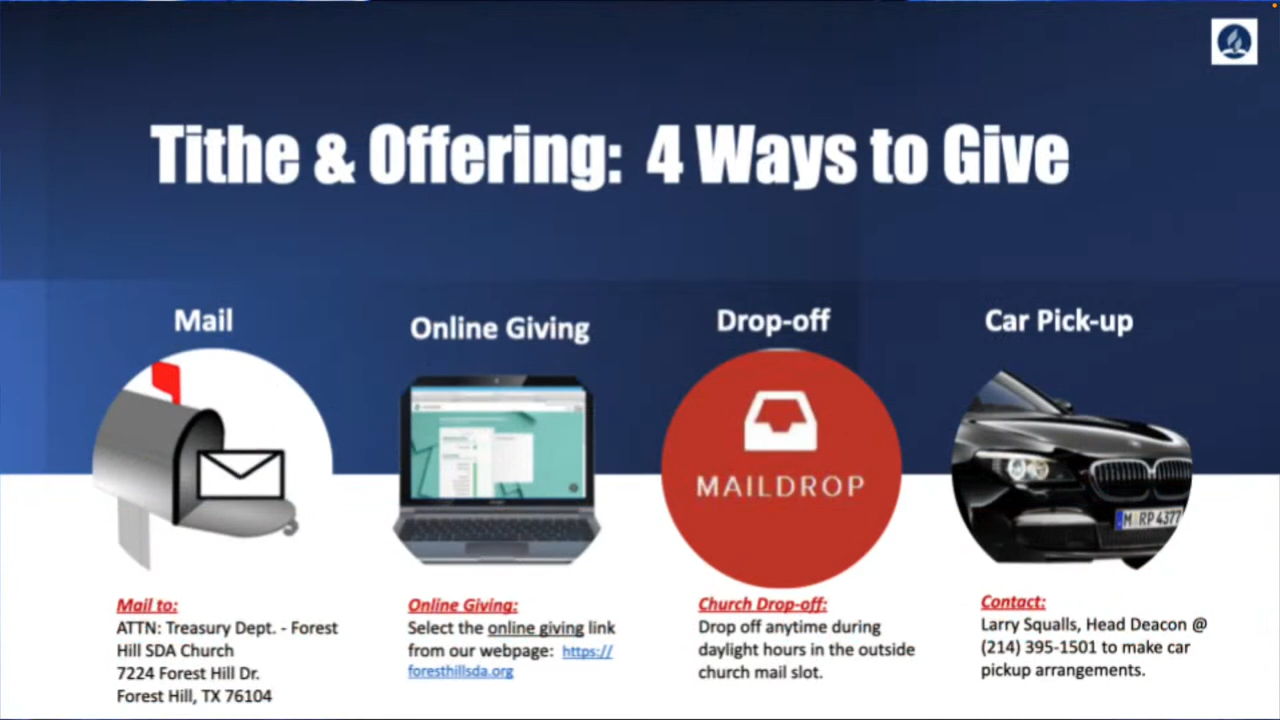 Tithe & Offering: 4 Ways to Give
Mail
Online Giving
Drop-off
Car Pick-up
MAILDROP
M RP 4377
Mail to:
ATTN: Treasury Dept. - Forest
Hill SDA Church
7224 Forest Hill Dr.
Forest Hill, TX 76104
Online Giving:
Select the online giving link
from our webpage: https://
foresthillsda.org
Church Drop-off:
Drop off anytime during
daylight hours in the outside
church mail slot.
Contact:
Larry Squalls, Head Deacon @
(214) 395-1501 to make car
pickup arrangements.